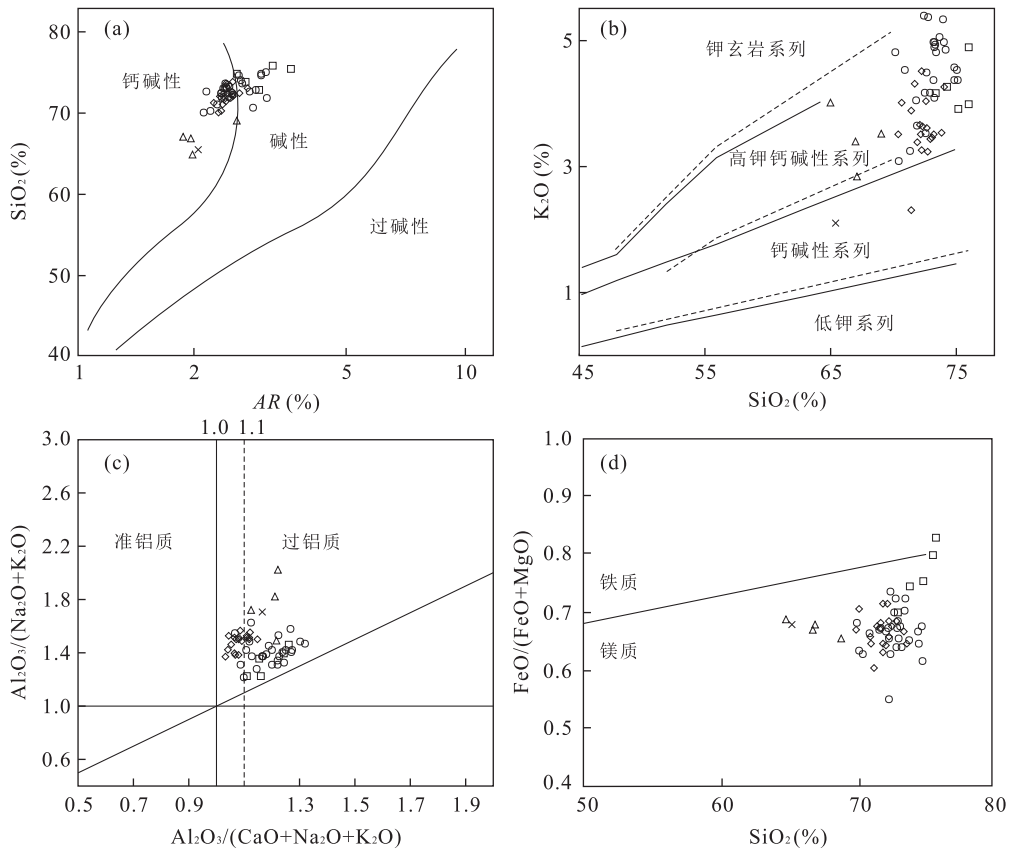 (a)
80
70
60
50
40
SiO₂(%)
钙碱性
碱性
过碱性
1
2
5
10
AR (%)
(b)
5
3
1
K₂O (%)
钾玄岩系列
高钾钙碱性系列
钙碱性系列
低钾系列
45
55
65
75
SiO₂(%)
1.0
1.1
(c)
3.0
2.6
2.2
1.8
1.4
1.0
0.6
Al₂O₃/(Na₂O+K₂O)
准铝质
过铝质
0.5
0.7
0.9
1.3
1.5
1.7
1.9
Al₂O₃/(CaO+Na₂O+K₂O)
(d)
1.0
0.9
0.8
0.7
0.6
0.5
0.4
FeO/(FeO+MgO)
铁质
镁质
50
60
70
80
SiO₂(%)